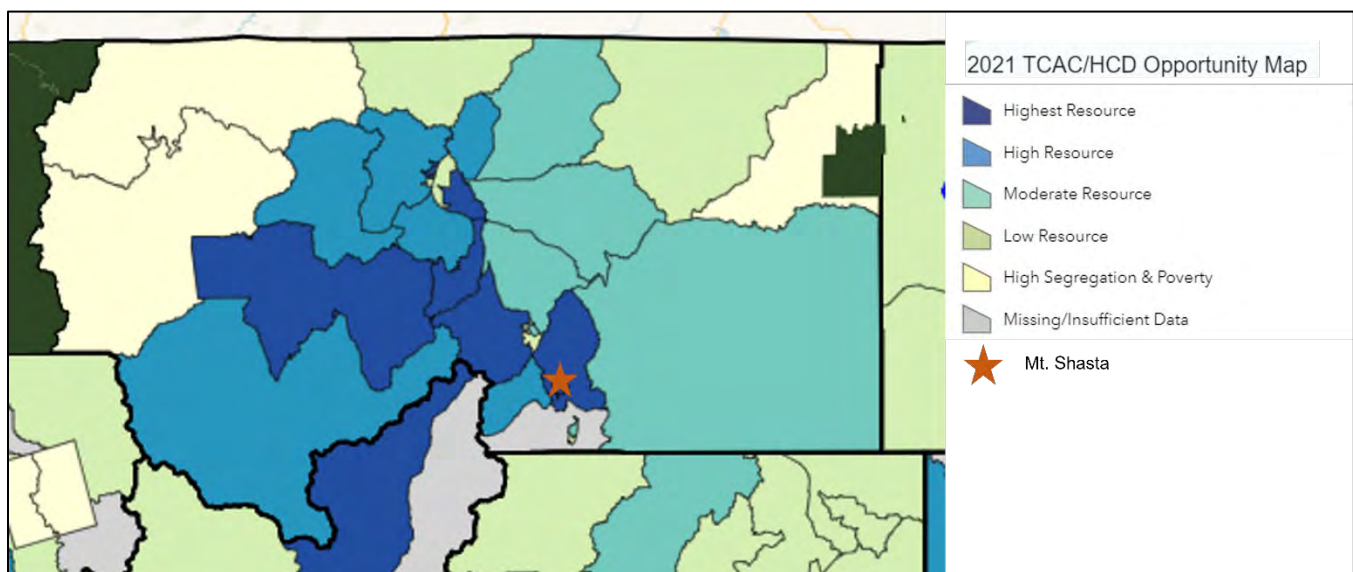 2021 TCAC/HCD Opportunity Map
Highest Resource
High Resource
Moderate Resource
Low Resource
High Segregation & Poverty
Missing/Insufficient Data
Mt. Shasta